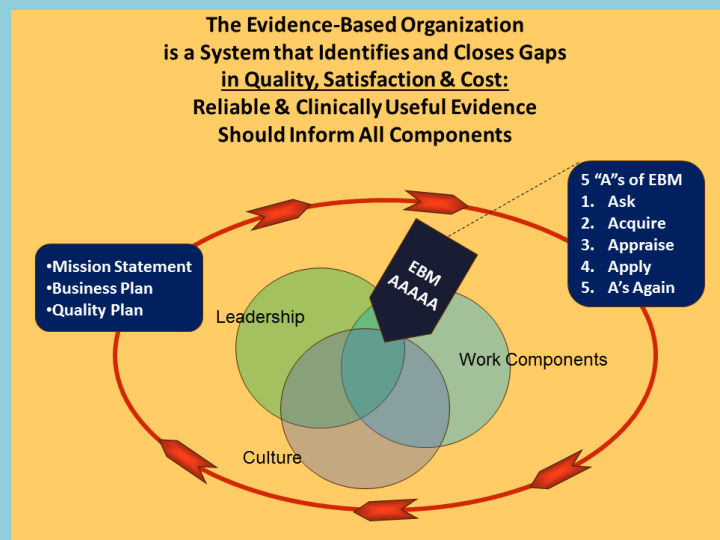 The Evidence-Based Organization
is a System that Identifies and Closes Gaps
in Quality, Satisfaction & Cost:
Reliable & Clinically Useful Evidence
Should Inform All Components
5 “A”s of EBM
1. Ask
2. Acquire
3. Appraise
4. Apply
5. A’s Again
•Mission Statement
•Business Plan
•Quality Plan
EBM
AAAAA
Leadership
Work Components
Culture